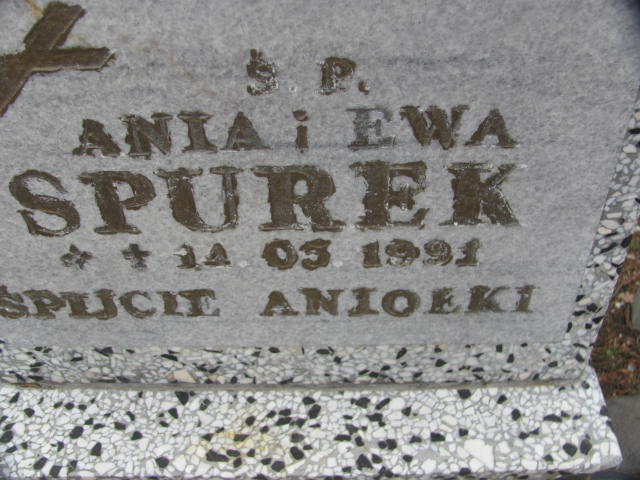 Ś. P.
ANIA i EWA
SPUREK
* + 14 03 1991
ŚPIJCIE ANIOŁKI